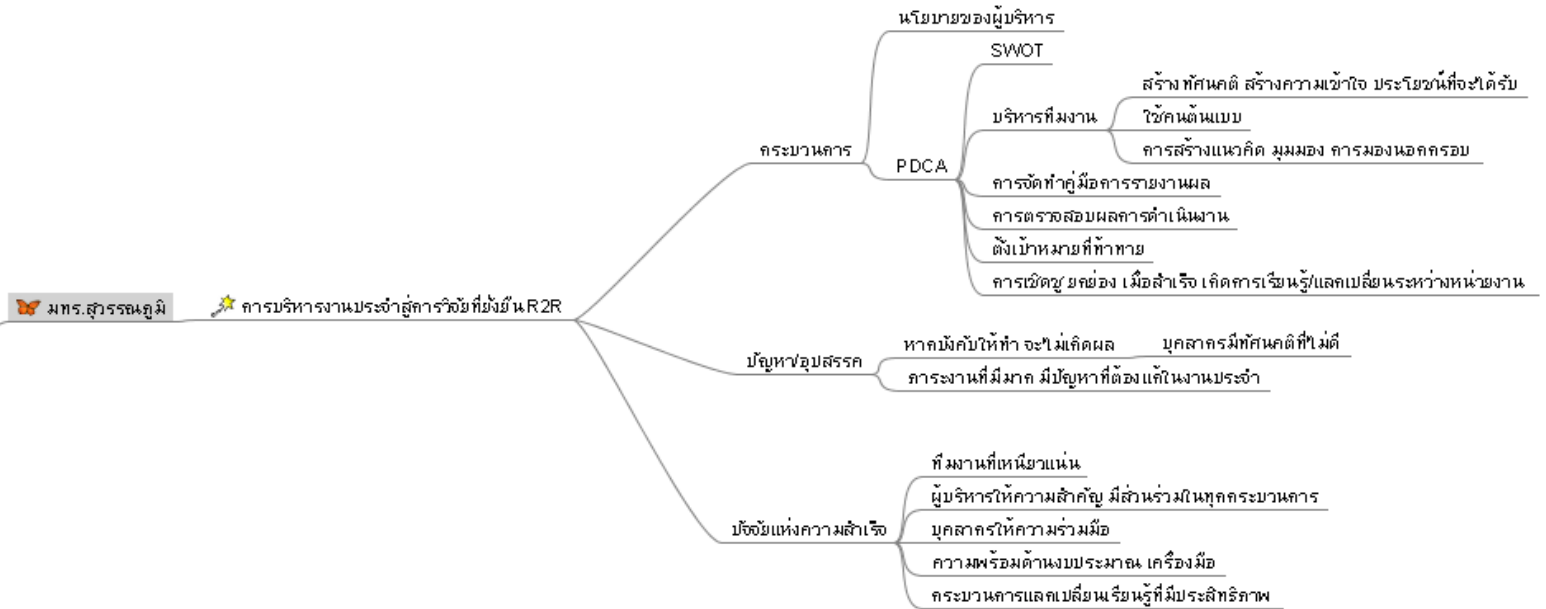 มทร.สุวรรณภูมิ
การบริหารงานประจำสู่การวิจัยที่ยั่งยืน R2R
กระบวนการ
นโยบายของผู้บริหาร
PDCA
SWOT
บริหารทีมงาน
สร้างทัศนคติ สร้างความเข้าใจ ประโยชน์ที่จะได้รับ
ใช้คนต้นแบบ
การสร้างแนวคิด มุมมอง การมองนอกกรอบ
การจัดทำคู่มือการรายงานผล
การตรวจสอบผลการดำเนินงาน
ตั้งเป้าหมายที่ท้าทาย
การเชิดชู ยกย่อง เมื่อสำเร็จ เกิดการเรียนรู้/แลกเปลี่ยนระหว่างหน่วยงาน
ปัญหา/อุปสรรค
หากบังคับให้ทำ จะไม่เกิดผล
บุคลากรมีทัศนคติที่ไม่ดี
ภาระงานที่มีมาก มีปัญหาที่ต้องแก้ในงานประจำ
ปัจจัยแห่งความสำเร็จ
ทีมงานที่เหนียวแน่น
ผู้บริหารให้ความสำคัญ มีส่วนร่วมในทุกกระบวนการ
บุคลากรให้ความร่วมมือ
ความพร้อมด้านงบประมาณ เครื่องมือ
กระบวนการแลกเปลี่ยนเรียนรู้ที่มีประสิทธิภาพ